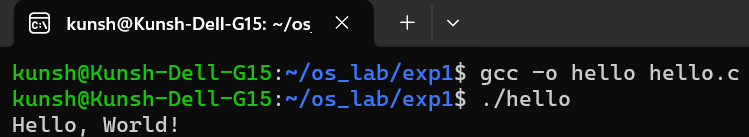 kunsh@Kunsh-Dell-G15: ~/os_
kunsh@Kunsh-Dell-G15:~/os_lab/exp1$ gcc -o hello hello.c
kunsh@Kunsh-Dell-G15:~/os_lab/exp1$ ./hello
Hello, World!